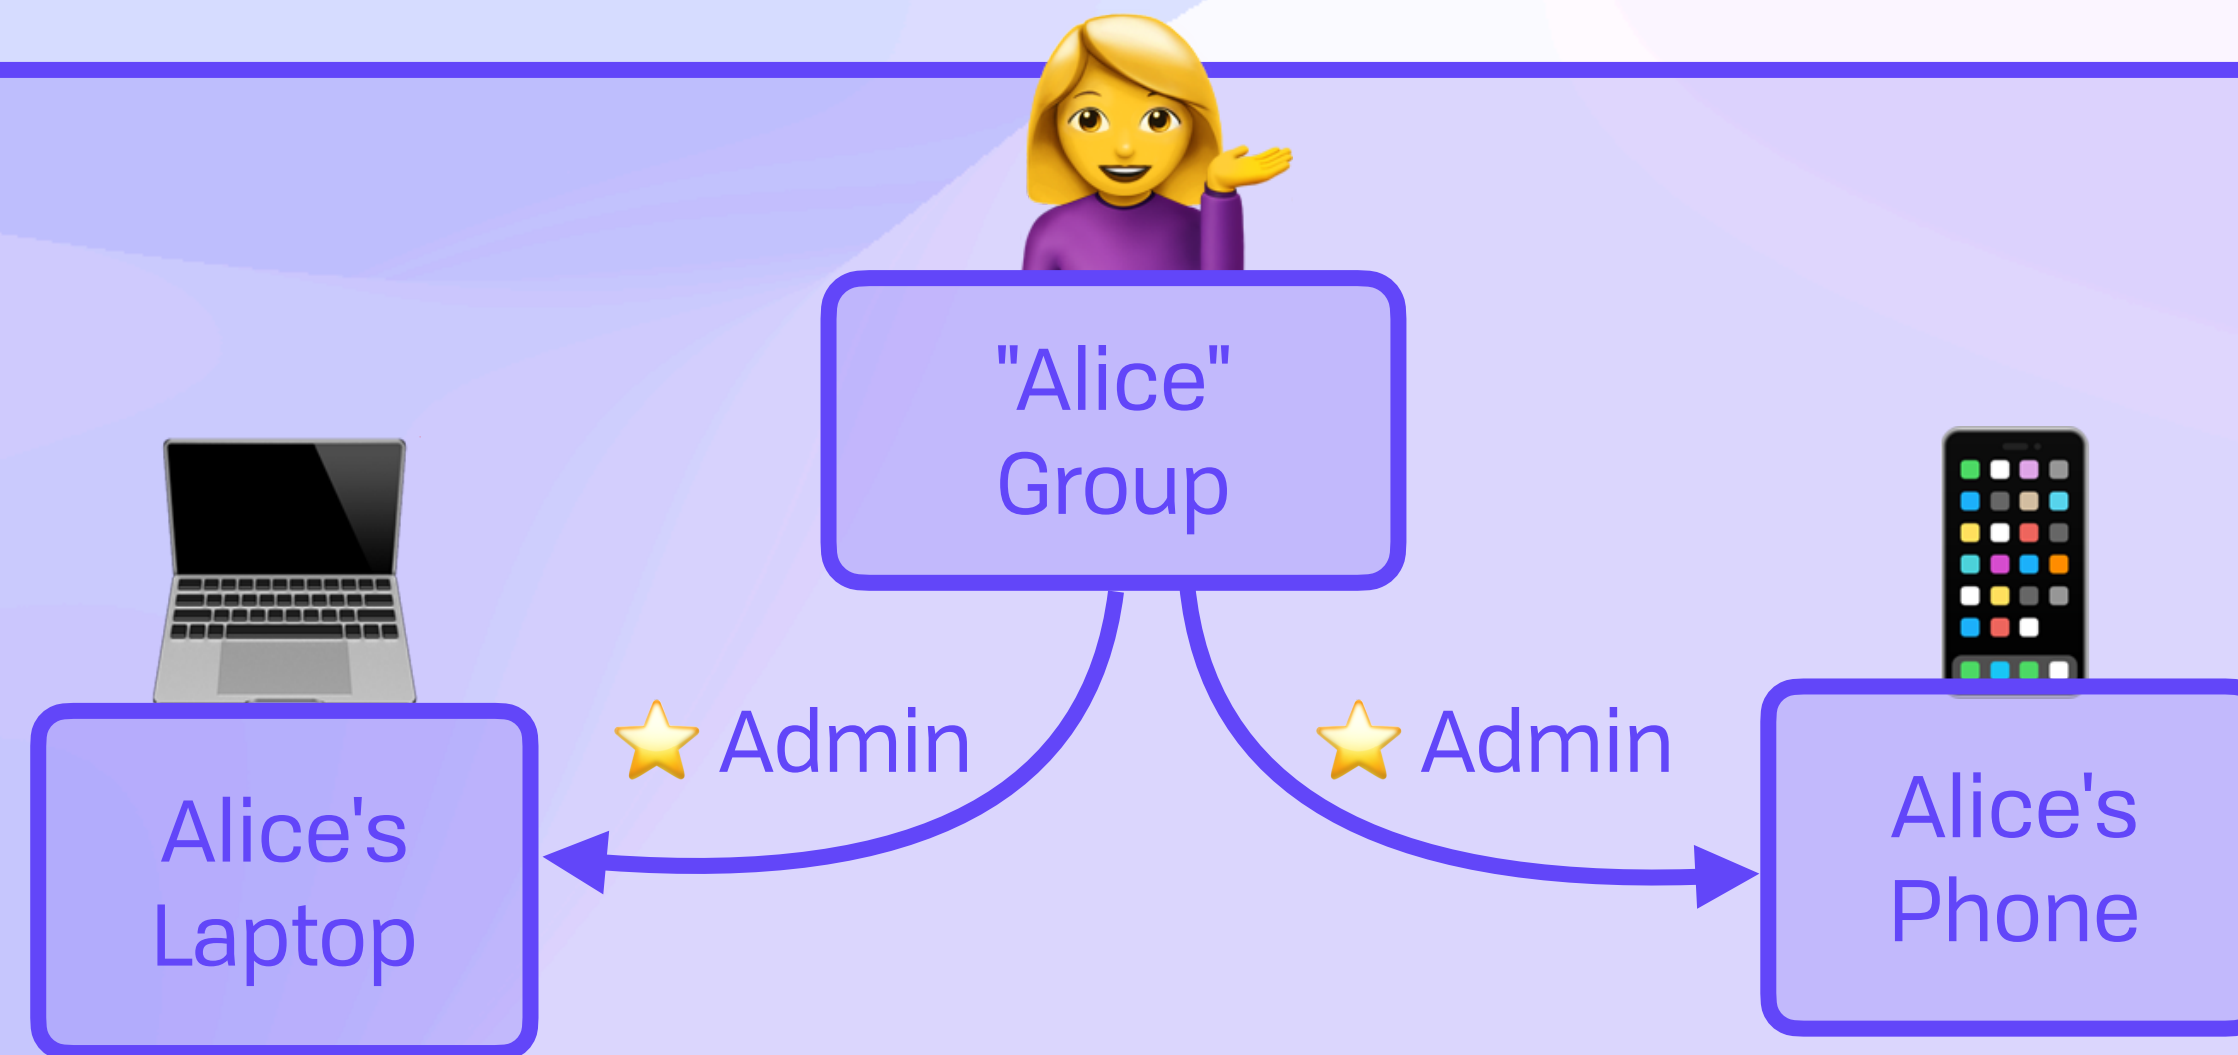 "Alice"
Group
Admin
Admin
Alice's
Laptop
Alice's
Phone